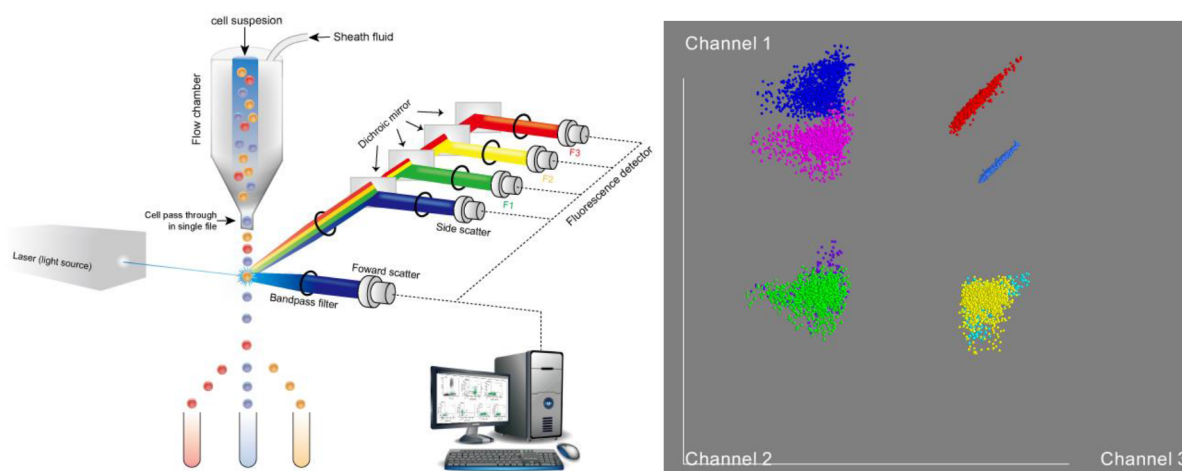 cell suspesion
Sheath fluid
Flow chamber
Dichroic mirror
F3
F2
F1
Fluorescence detector
Side scatter
Cell pass through
in single file
Laser (light source)
Foward scatter
Bandpass filter
Channel 1
Channel 2
Channel 3